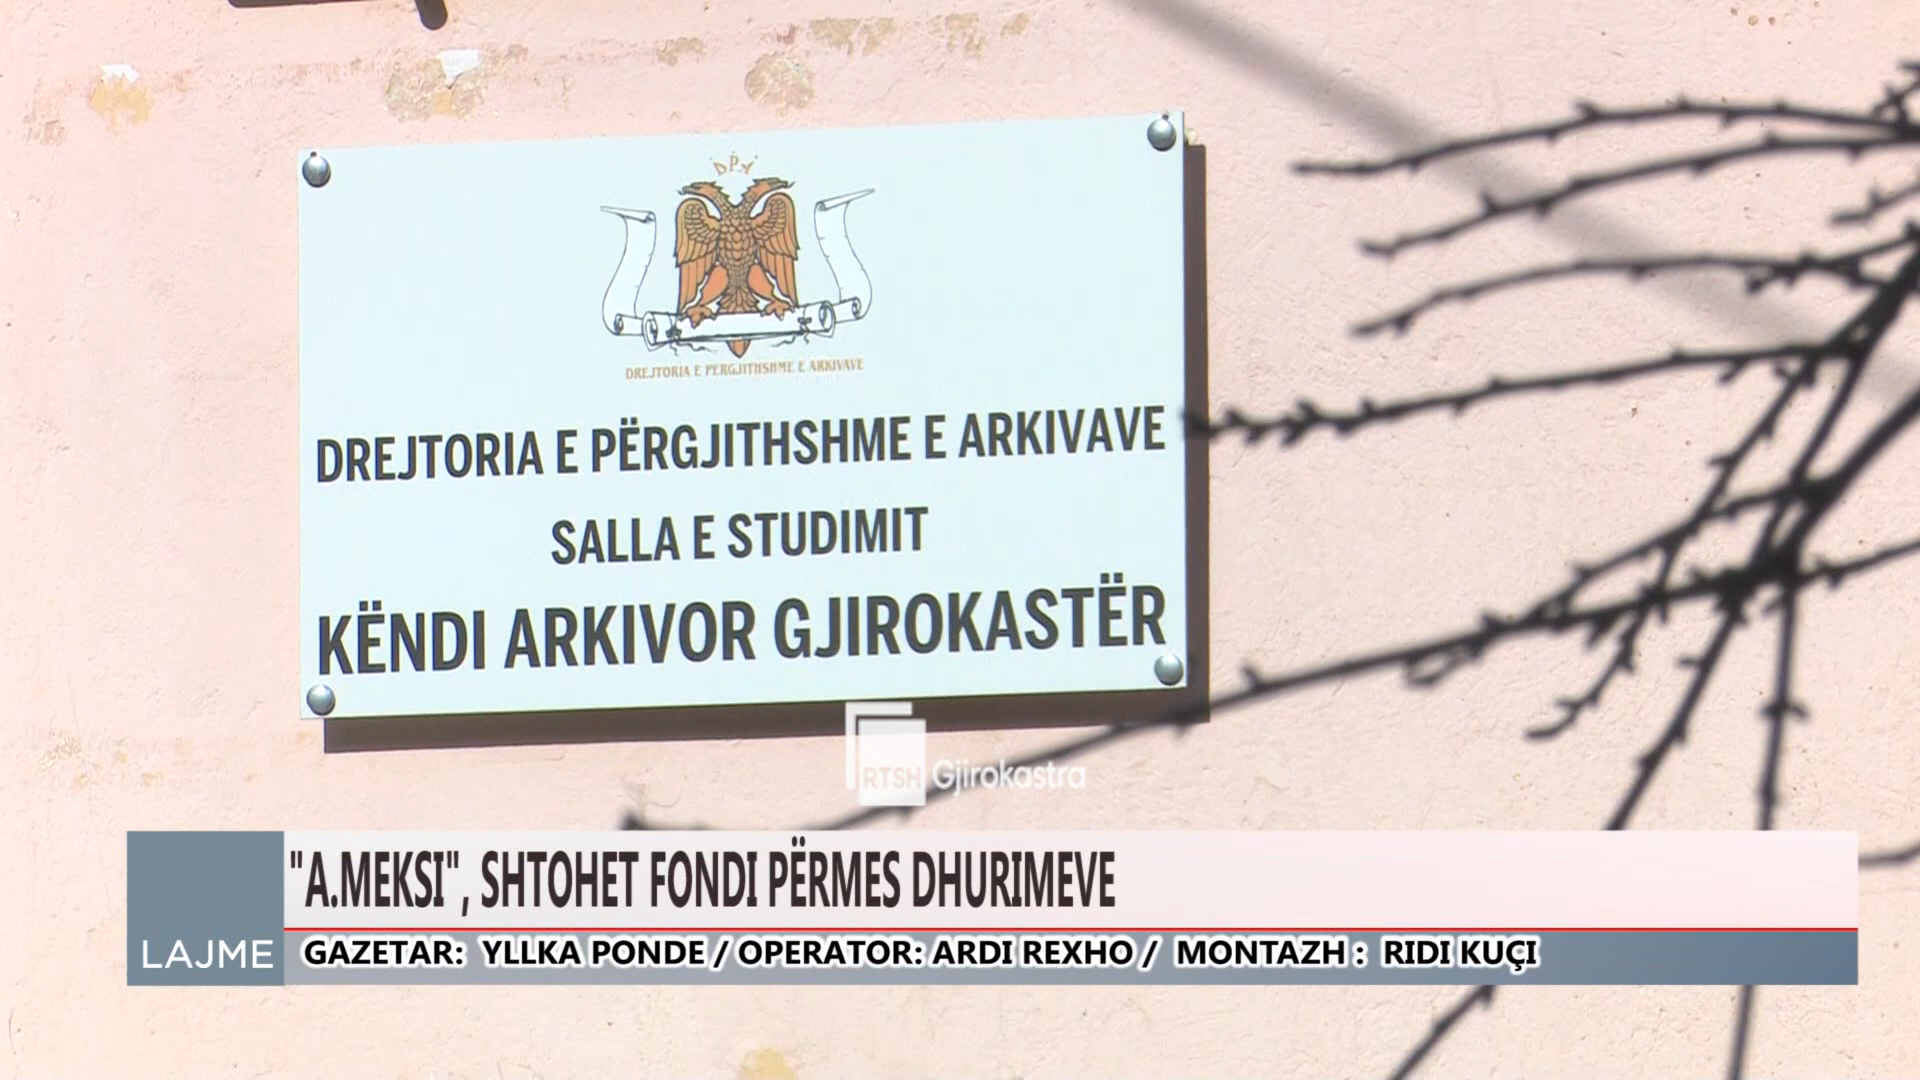 DPA
DREJTORIA E PERGJITHSHME E ARKIVAVE
DREJTORIA E PËRGJITHSHME E ARKIVAVE
SALLA E STUDIMIT
KËNDI ARKIVOR GJIROKASTËR
RTSH Gjirokastra
"A.MEKSI", SHTOHET FONDI PËRMES DHURIMEVE
LAJME
GAZETAR: YLLKA PONDE / OPERATOR: ARDI REXHO / MONTAZH : RIDI KUÇI